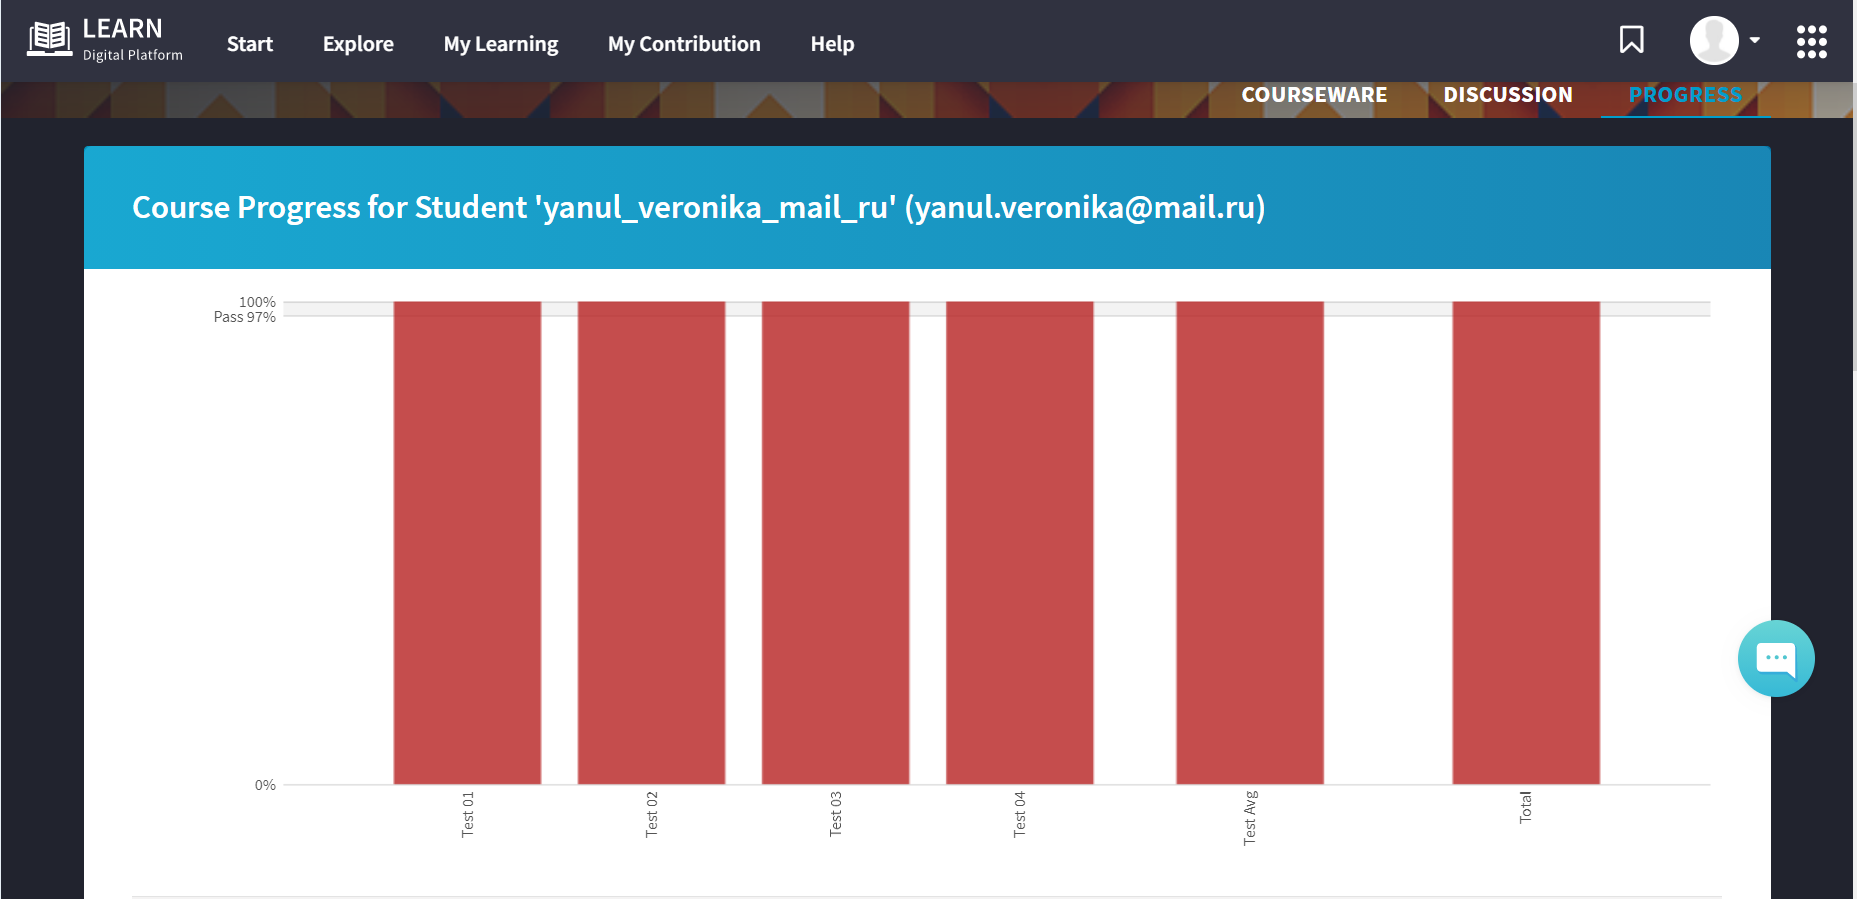 LEARN
Digital Platform
Start
Explore
My Learning
My Contribution
Help
COURSEWARE
DISCUSSION
PROGRESS
Course Progress for Student 'yanul_veronika_mail_ru' (yanul.veronika@mail.ru)
100%
Pass 97%
0%
Test 01
Test 02
Test 03
Test 04
Test Avg
Total